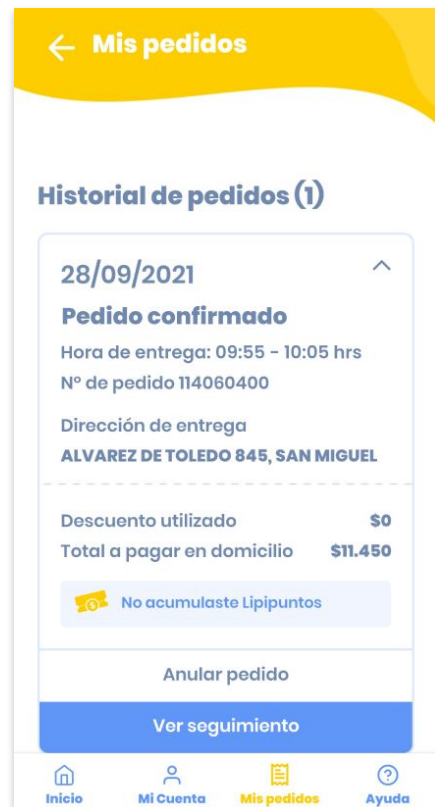 Mis pedidos
Historial de pedidos (1)
28/09/2021
Pedido confirmado
Hora de entrega: 09:55 - 10:05 hrs
N° de pedido 114060400
Dirección de entrega
ALVAREZ DE TOLEDO 845, SAN MIGUEL
Descuento utilizado $0
Total a pagar en domicilio $11.450
No acumulaste Lipipuntos
Anular pedido
Ver seguimiento
Inicio Mi Cuenta Mis pedidos Ayuda